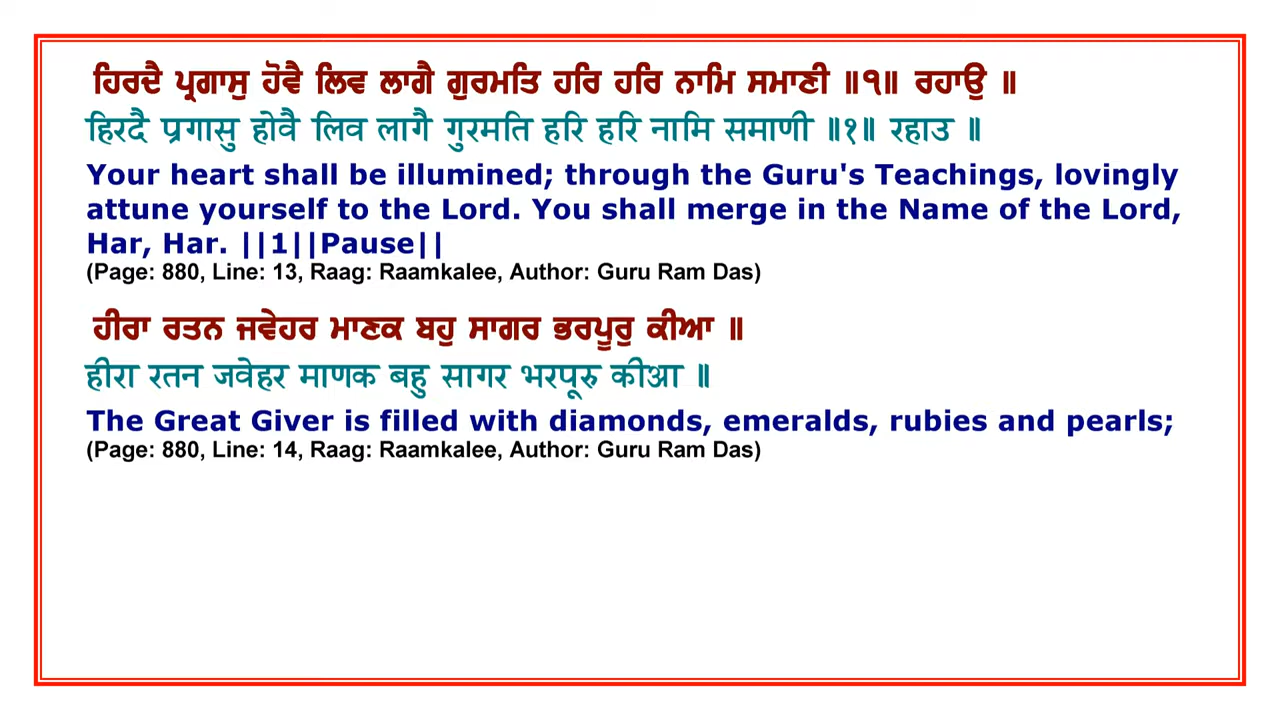 ਹਿਰਦੈ ਪ੍ਰਗਾਸੁ ਹੋਵੈ ਲਿਵ ਲਾਗੈ ਗੁਰਮਤਿ ਹਰਿ ਹਰਿ ਨਾਮਿ ਸਮਾਣੀ ॥੧॥ ਰਹਾਉ ॥
हिरदै प्रगासु होवै लिव लागै गुरमति हरि हरि नामि समाणी ॥१॥ रहाउ ॥
Your heart shall be illumined; through the Guru's Teachings, lovingly
attune yourself to the Lord. You shall merge in the Name of the Lord,
Har, Har. ||1||Pause||
(Page: 880, Line: 13, Raag: Raamkalee, Author: Guru Ram Das)
ਹੀਰਾ ਰਤਨ ਜਵੇਹਰ ਮਾਣਕ ਬਹੁ ਸਾਗਰ ਭਰਪੂਰੁ ਕੀਆ ॥
हीरा रतन जवेहर माणक बहु सागर भरपूरु कीआ ॥
The Great Giver is filled with diamonds, emeralds, rubies and pearls;
(Page: 880, Line: 14, Raag: Raamkalee, Author: Guru Ram Das)